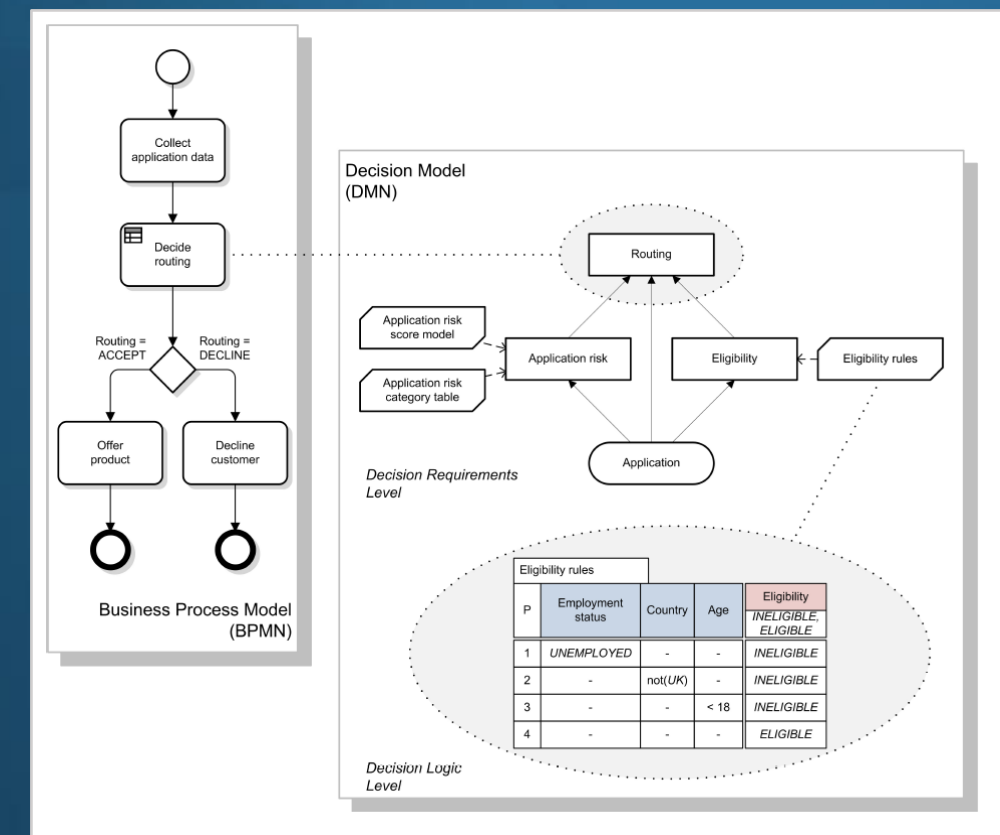 Collect
application data
Decide
routing
Routing =
ACCEPT
Routing =
DECLINE
Offer
product
Decline
customer
Business Process Model
(BPMN)
Decision Model
(DMN)
Routing
Application risk
score model
Application risk
category table
Application risk
Eligibility
Eligibility rules
Application
Decision Requirements
Level
Eligibility rules
P
Employment
status
Country
Age
Eligibility
INELIGIBLE,
ELIGIBLE
1 UNEMPLOYED - - INELIGIBLE
2 - not(UK) - INELIGIBLE
3 - - < 18 INELIGIBLE
4 - - - ELIGIBLE
Decision Logic
Level